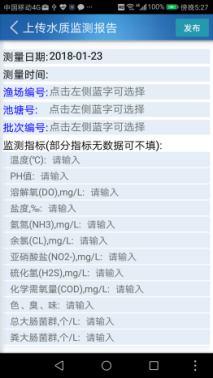 中国移动4G 100% 傍晚5:27
上传水质监测报告 发布
测量日期:2018-01-23
测量时间:
渔场编号:点击左侧蓝字可选择
池塘号: 点击左侧蓝字可选择
批次编号:点击左侧蓝字可选择
监测指标(部分指标无数据可不填):
温度(℃): 请输入
PH值: 请输入
溶解氧(DO),mg/L: 请输入
盐度,‰: 请输入
氨氮(NH3),mg/L: 请输入
余氯(CL),mg/L: 请输入
亚硝酸盐(NO2-),mg/L: 请输入
硫化氢(H2S),mg/L: 请输入
化学需氧量(COD),mg/L: 请输入
色、臭、味: 请输入
总大肠菌群,个/L: 请输入
粪大肠菌群,个/L: 请输入